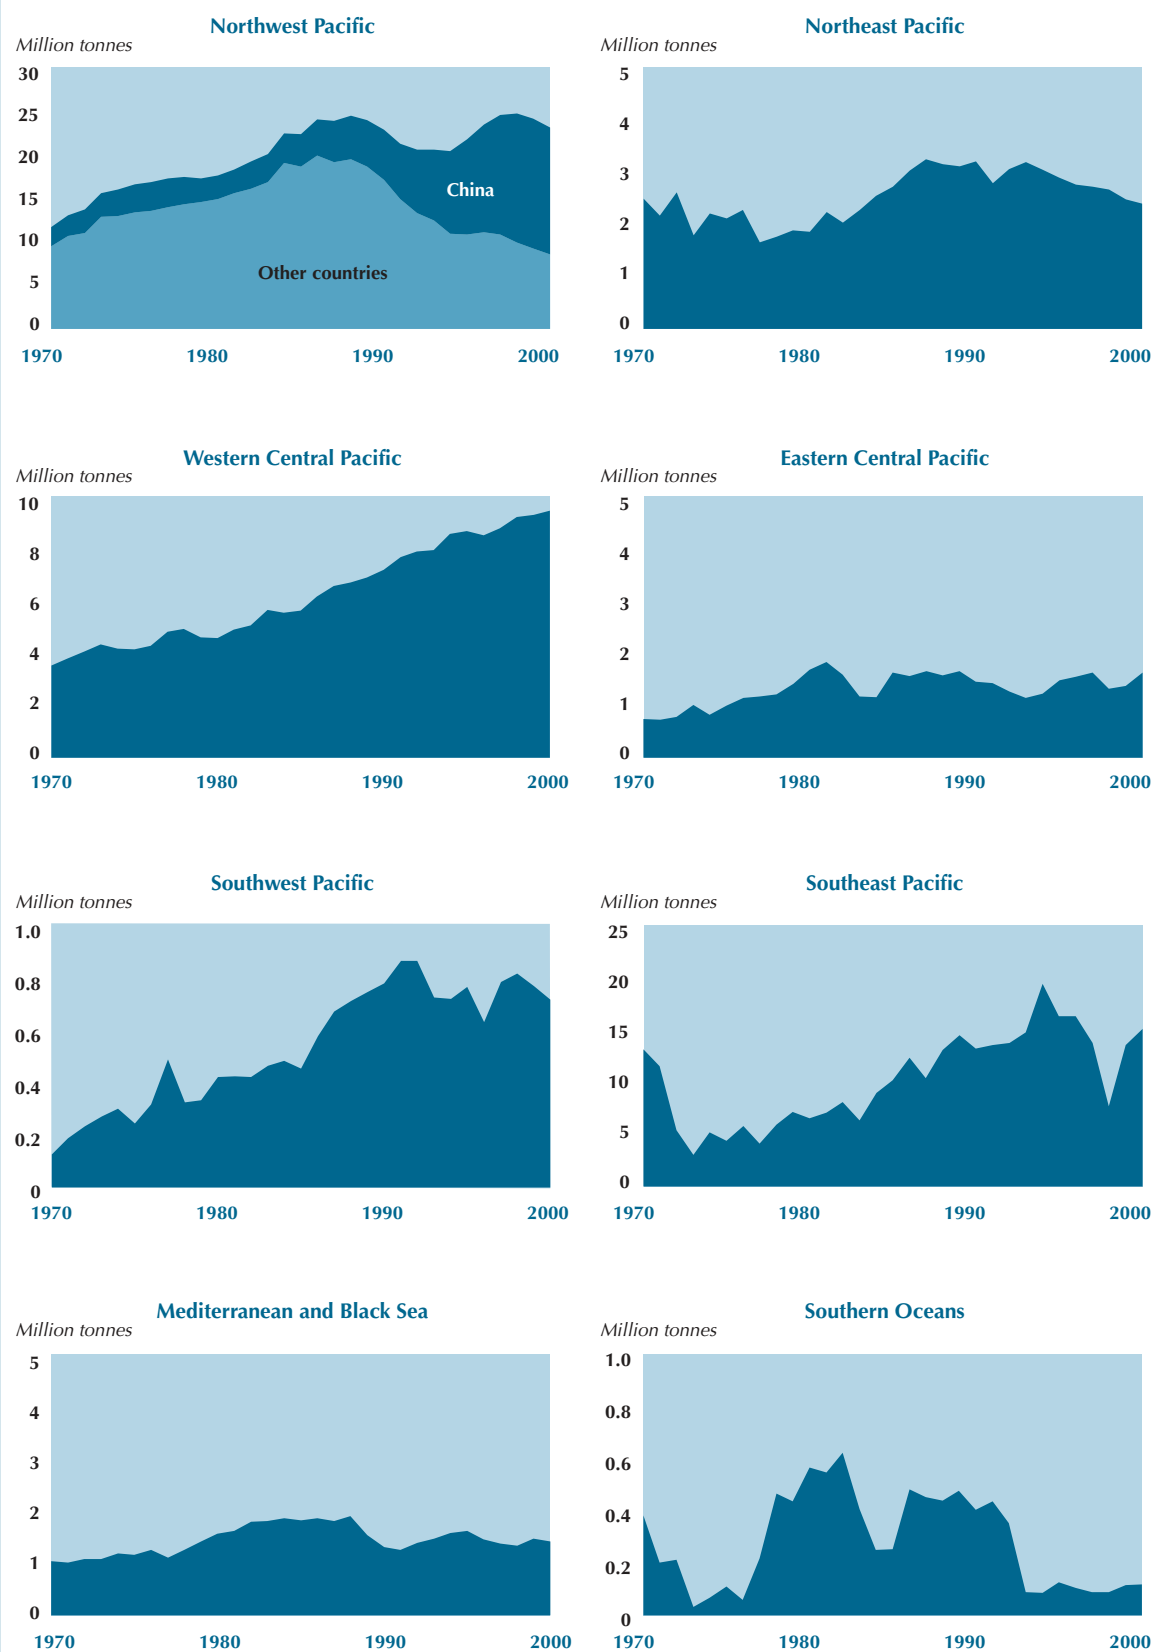 Northwest Pacific
Million tonnes
30
25
20
15
10
5
0
China
Other countries
1970 1980 1990 2000
Northeast Pacific
Million tonnes
5
4
3
2
1
0
1970 1980 1990 2000
Western Central Pacific
Million tonnes
10
8
6
4
2
0
1970 1980 1990 2000
Eastern Central Pacific
Million tonnes
5
4
3
2
1
0
1970 1980 1990 2000
Southwest Pacific
Million tonnes
1.0
0.8
0.6
0.4
0.2
0
1970 1980 1990 2000
Southeast Pacific
Million tonnes
25
20
15
10
5
0
1970 1980 1990 2000
Mediterranean and Black Sea
Million tonnes
5
4
3
2
1
0
1970 1980 1990 2000
Southern Oceans
Million tonnes
1.0
0.8
0.6
0.4
0.2
0
1970 1980 1990 2000